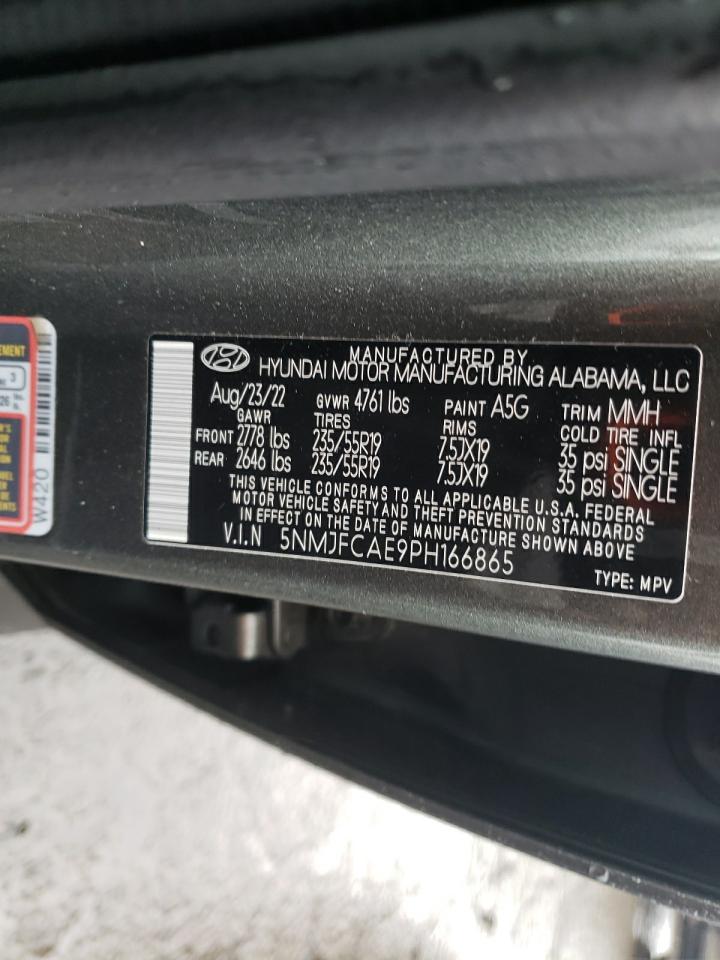 MANUFACTURED BY
HYUNDAI MOTOR MANUFACTURING ALABAMA, LLC
Aug/23/22 GVWR 4761 lbs PAINT A5G TRIM MMH
GAWR TIRES RIMS COLD TIRE INFL
FRONT 2778 lbs 235/55R19 7.5JX19 35 psi SINGLE
REAR 2646 lbs 235/55R19 7.5JX19 35 psi SINGLE
THIS VEHICLE CONFORMS TO ALL APPLICABLE U.S.A. FEDERAL
MOTOR VEHICLE SAFETY AND THEFT PREVENTION STANDARDS
IN EFFECT ON THE DATE OF MANUFACTURE SHOWN ABOVE
V.I.N 5NMJFCAE9PH166865
TYPE: MPV
EMENT
3
26
W420